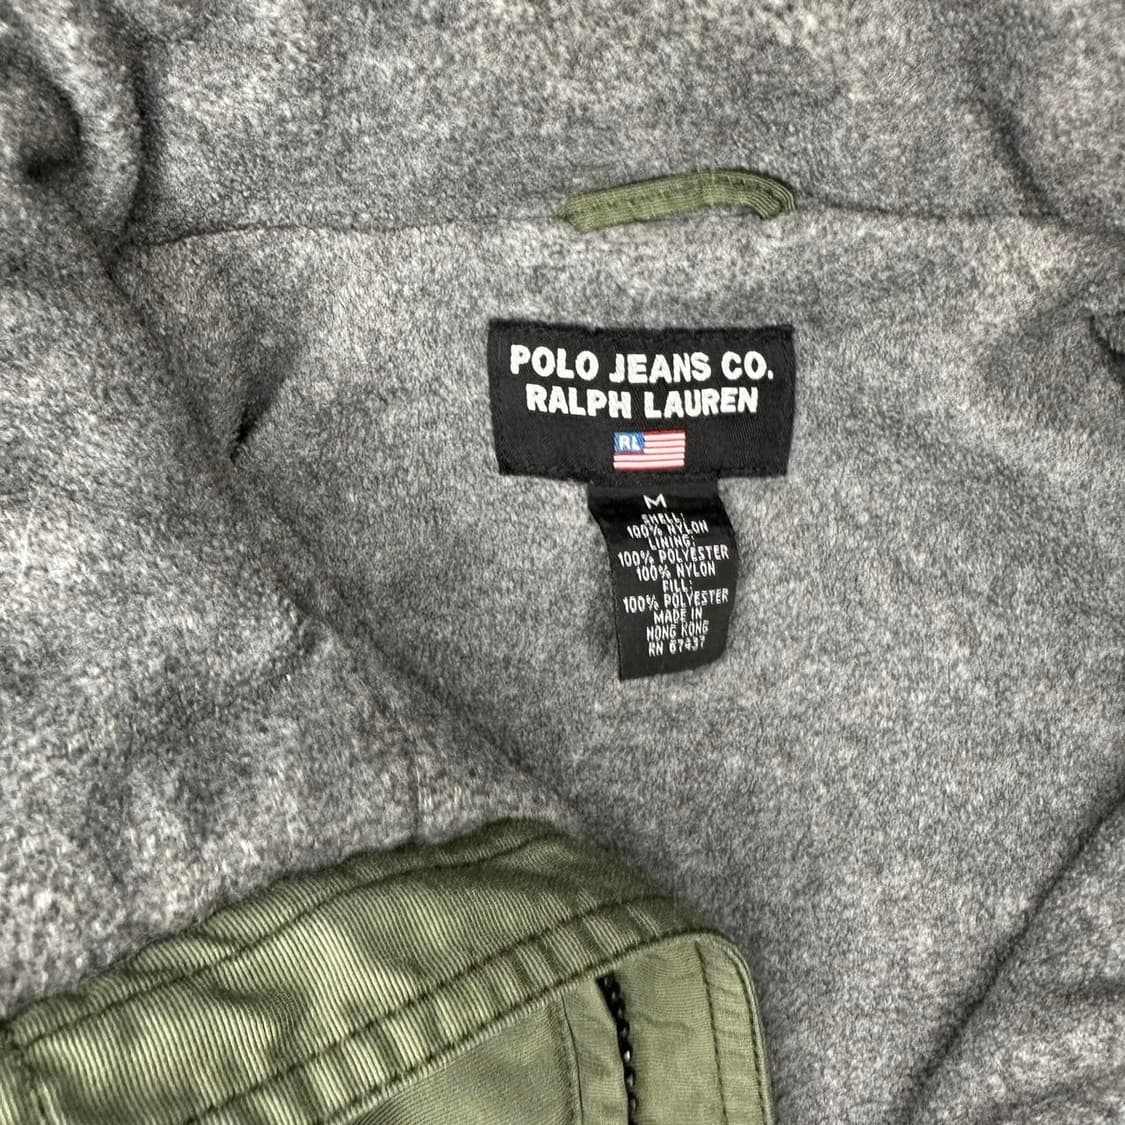 POLO JEANS CO.
RALPH LAUREN
RL
M
SHELL:
100% NYLON
LINING:
100% POLYESTER
100% NYLON
FILL:
100% POLYESTER
MADE IN
HONG KONG
RN 67437